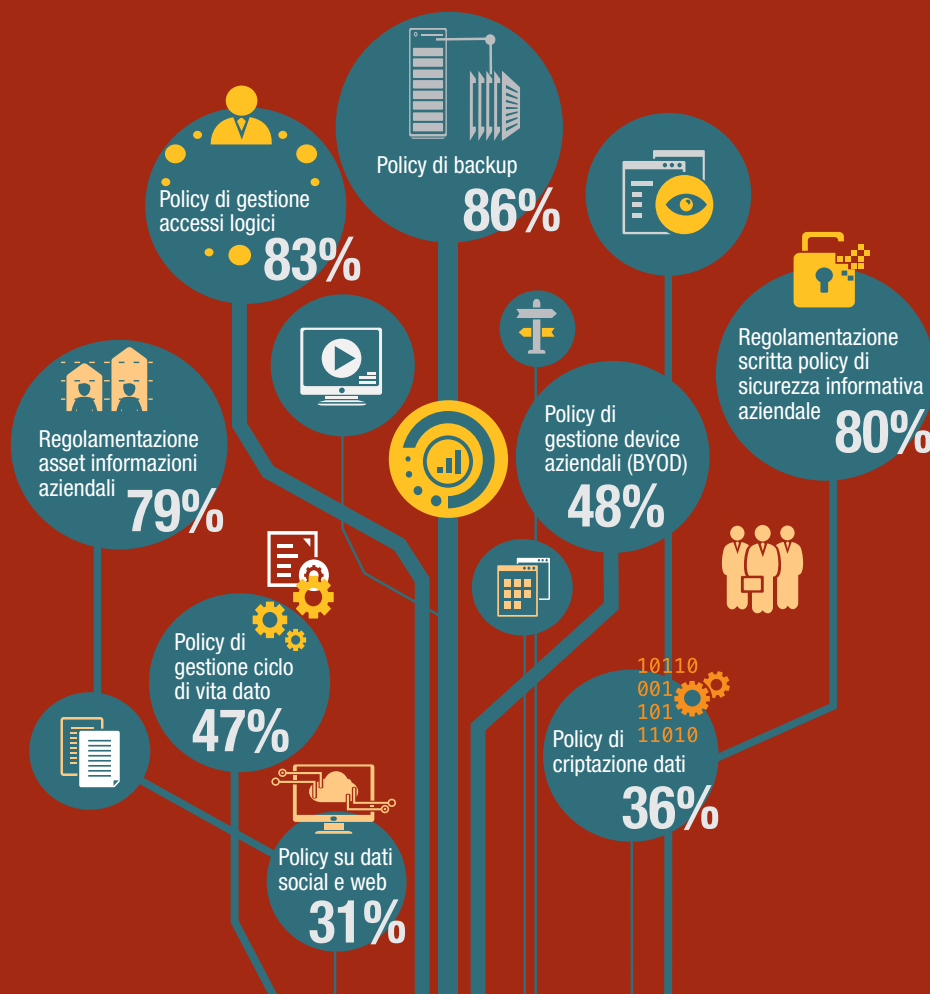 Policy di backup
86%
Policy di gestione
accessi logici
83%
Regolamentazione
scritta policy di
sicurezza informativa
aziendale
80%
Regolamentazione
asset informazioni
aziendali
79%
Policy di
gestione device
aziendali (BYOD)
48%
Policy di
gestione ciclo
di vita dato
47%
10110
001
101
11010
Policy di
criptazione dati
36%
Policy su dati
social e web
31%